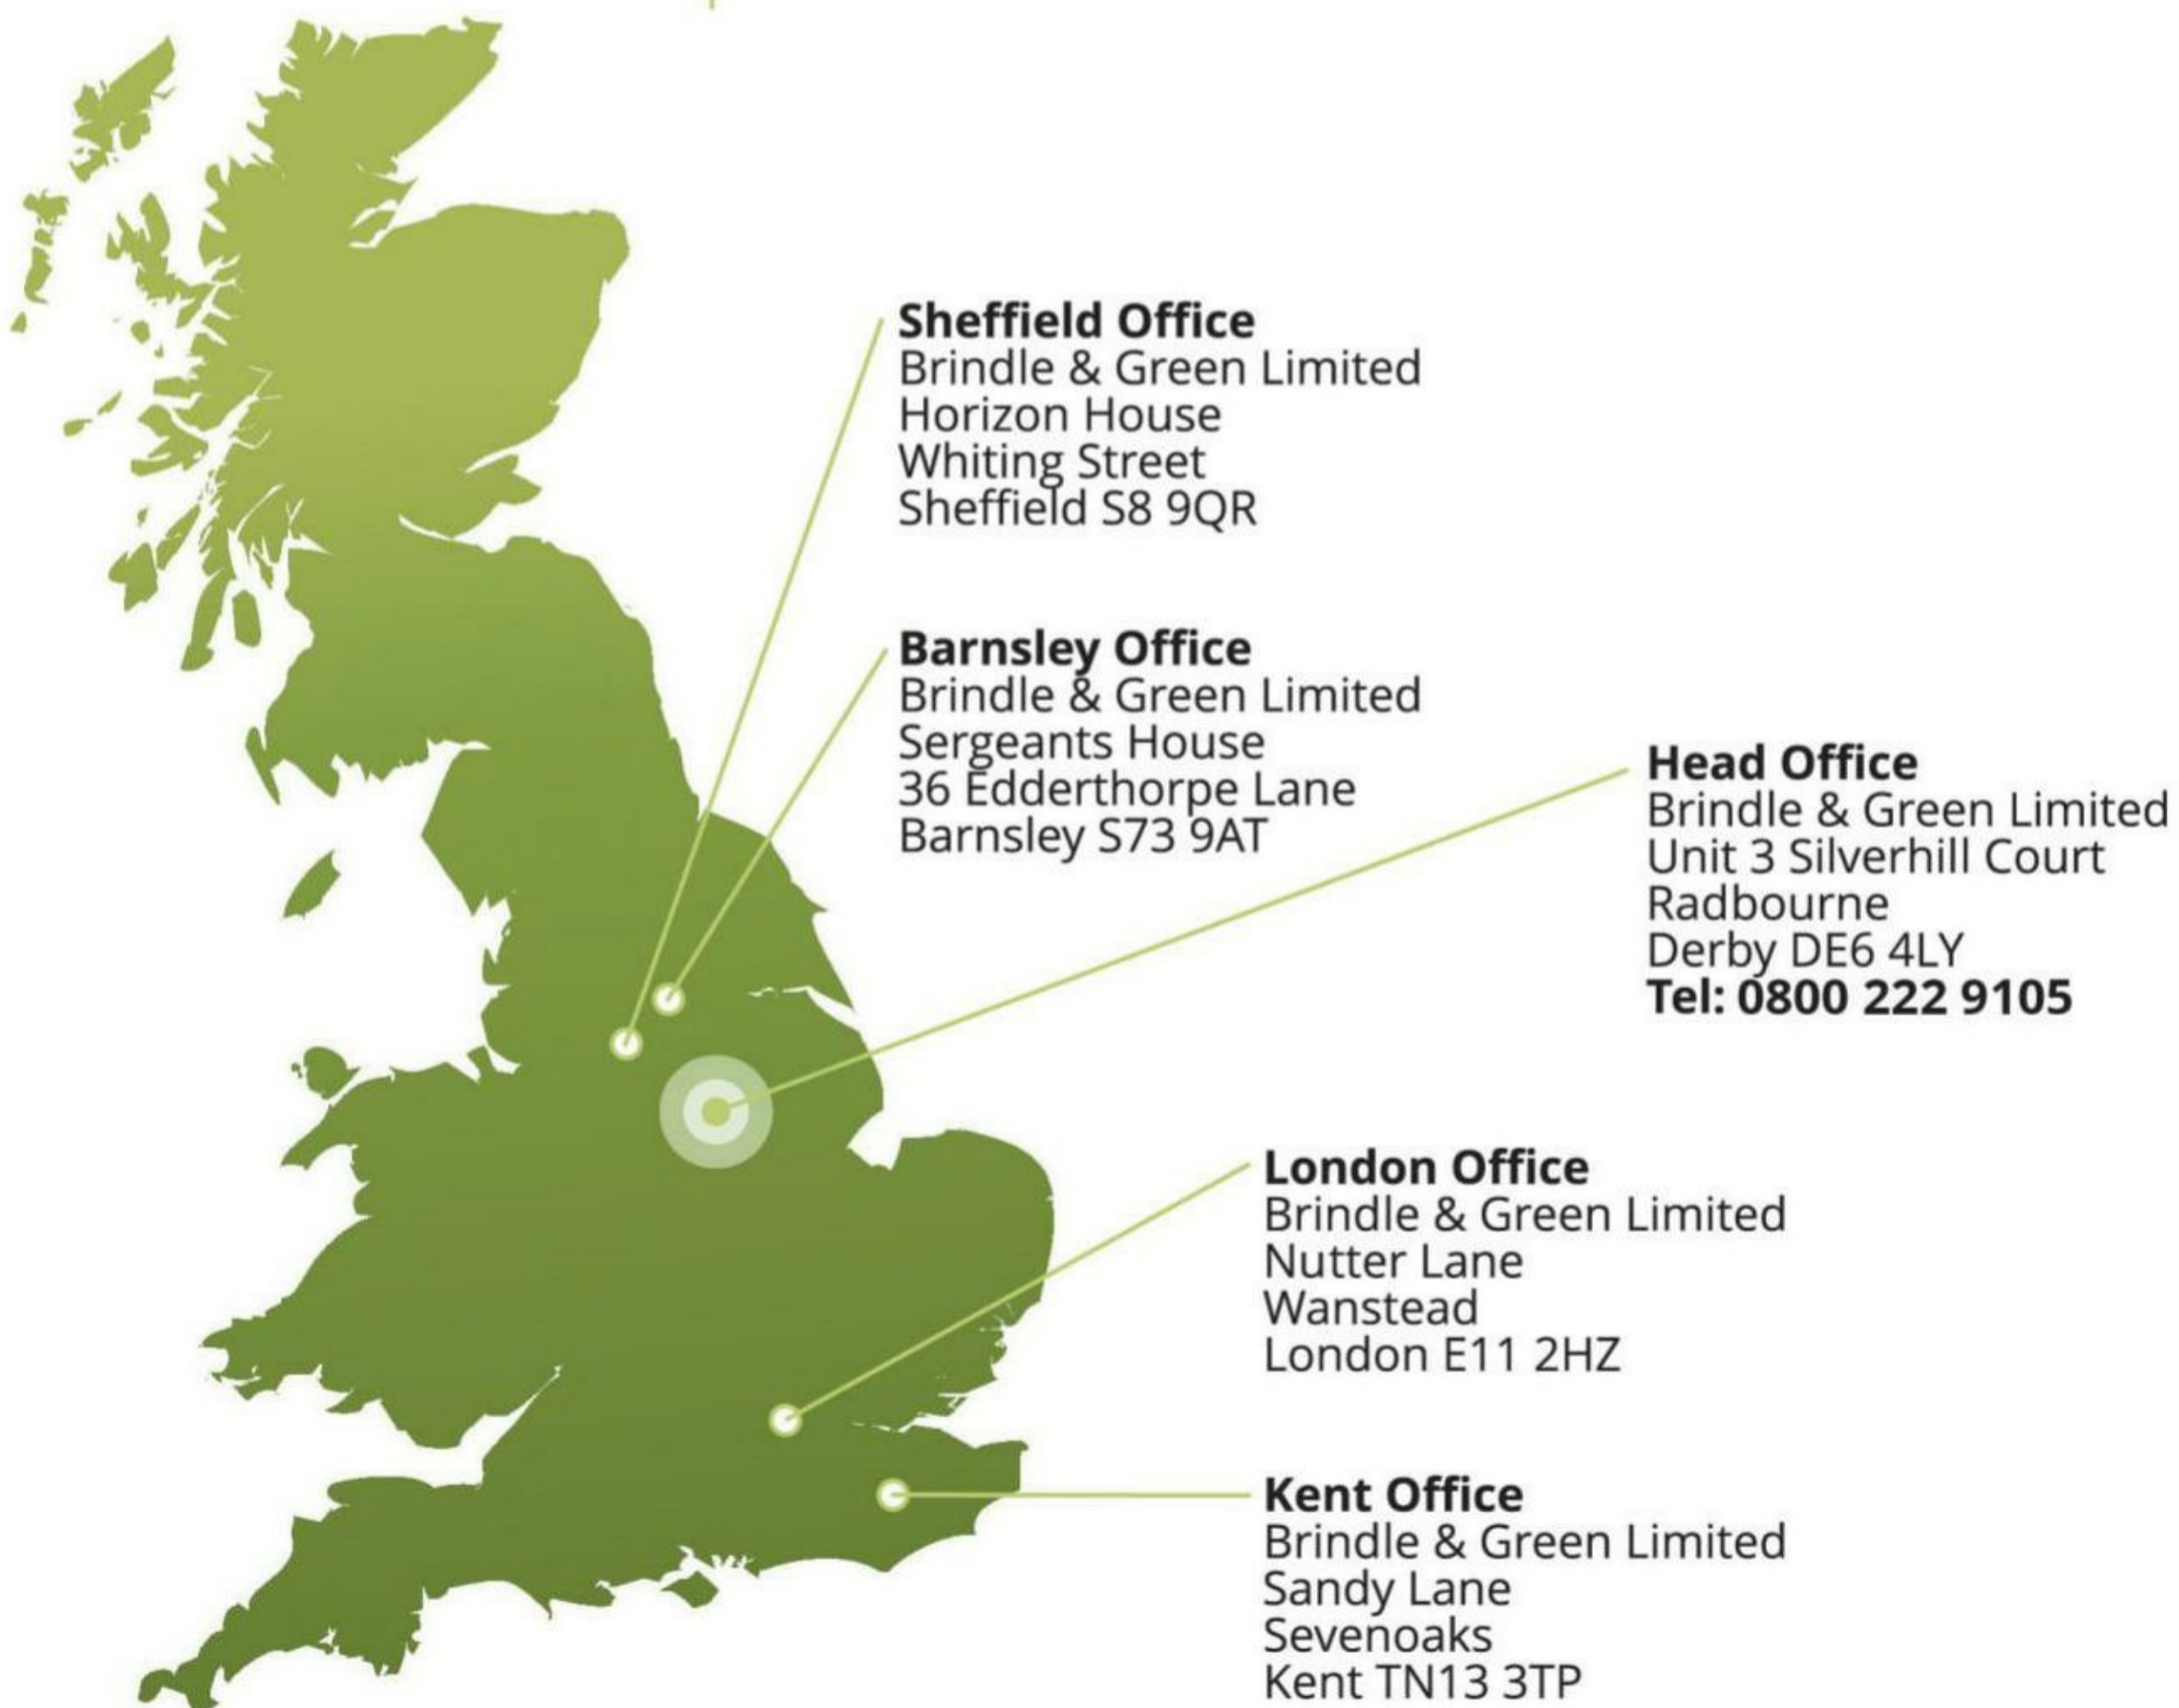 Sheffield Office
Brindle & Green Limited
Horizon House
Whiting Street
Sheffield S8 9QR
Barnsley Office
Brindle & Green Limited
Sergeants House
36 Edderthorpe Lane
Barnsley S73 9AT
Head Office
Brindle & Green Limited
Unit 3 Silverhill Court
Radbourne
Derby DE6 4LY
Tel: 0800 222 9105
London Office
Brindle & Green Limited
Nutter Lane
Wanstead
London E11 2HZ
Kent Office
Brindle & Green Limited
Sandy Lane
Sevenoaks
Kent TN13 3TP